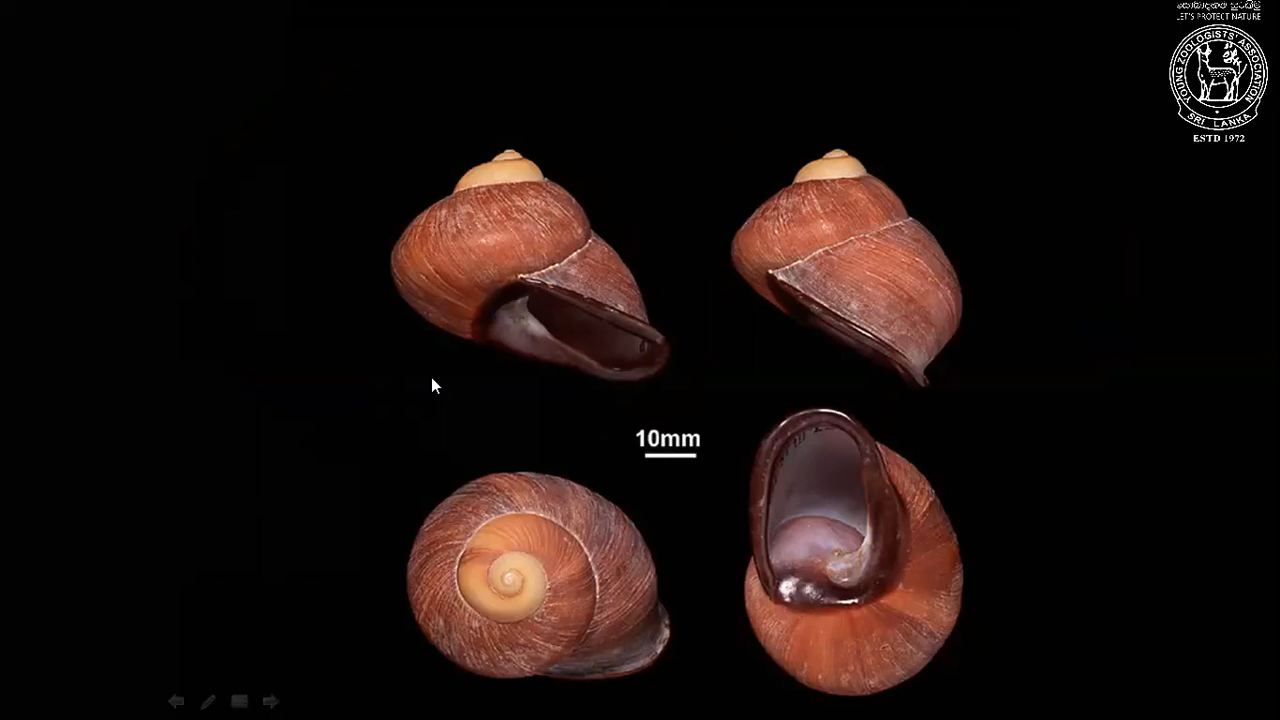 LET'S PROTECT NATURE
YOUNG ZOOLOGISTS' ASSOCIATION
SRI LANKA
ESTD 1972
10mm